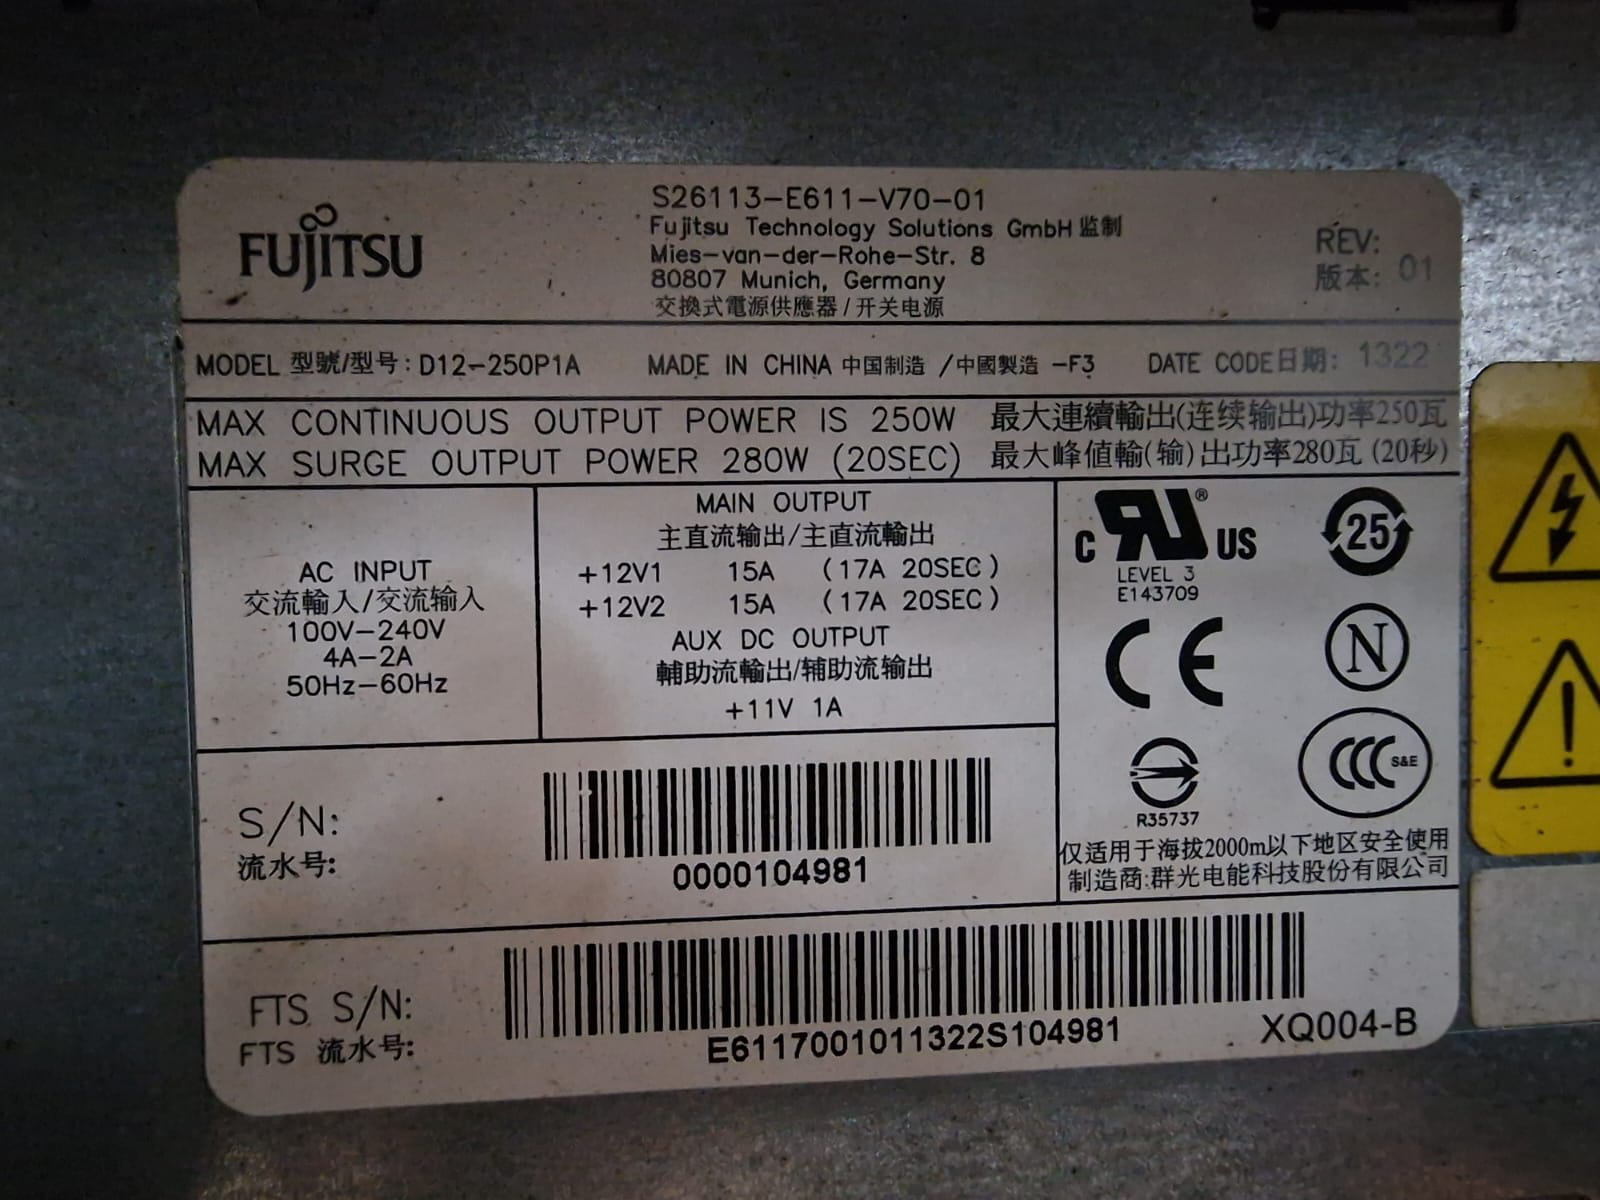 FUJITSU
S26113-E611-V70-01
Fujitsu Technology Solutions GmbH 监制
Mies-van-der-Rohe-Str. 8
80807 Munich, Germany
交換式電源供應器/开关电源
REV:
版本: 01
MODEL 型號/型号: D12-250P1A MADE IN CHINA 中国制造 /中國製造 -F3 DATE CODE日期: 1322
MAX CONTINUOUS OUTPUT POWER IS 250W 最大連續輸出(连续输出)功率250瓦
MAX SURGE OUTPUT POWER 280W (20SEC) 最大峰值輸(输)出功率280瓦 (20秒)
AC INPUT
交流輸入/交流输入
100V-240V
4A-2A
50Hz-60Hz
MAIN OUTPUT
主直流输出/主直流輸出
+12V1 15A (17A 20SEC)
+12V2 15A (17A 20SEC)
AUX DC OUTPUT
輔助流輸出/辅助流输出
+11V 1A
c RU ® US
LEVEL 3
E143709
25
CE
N
R35737
CCC S&E
仅适用于海拔2000m以下地区安全使用
制造商:群光电能科技股份有限公司
S/N:
流水号:
0000104981
FTS S/N:
FTS 流水号:
E6117001011322S104981
XQ004-B